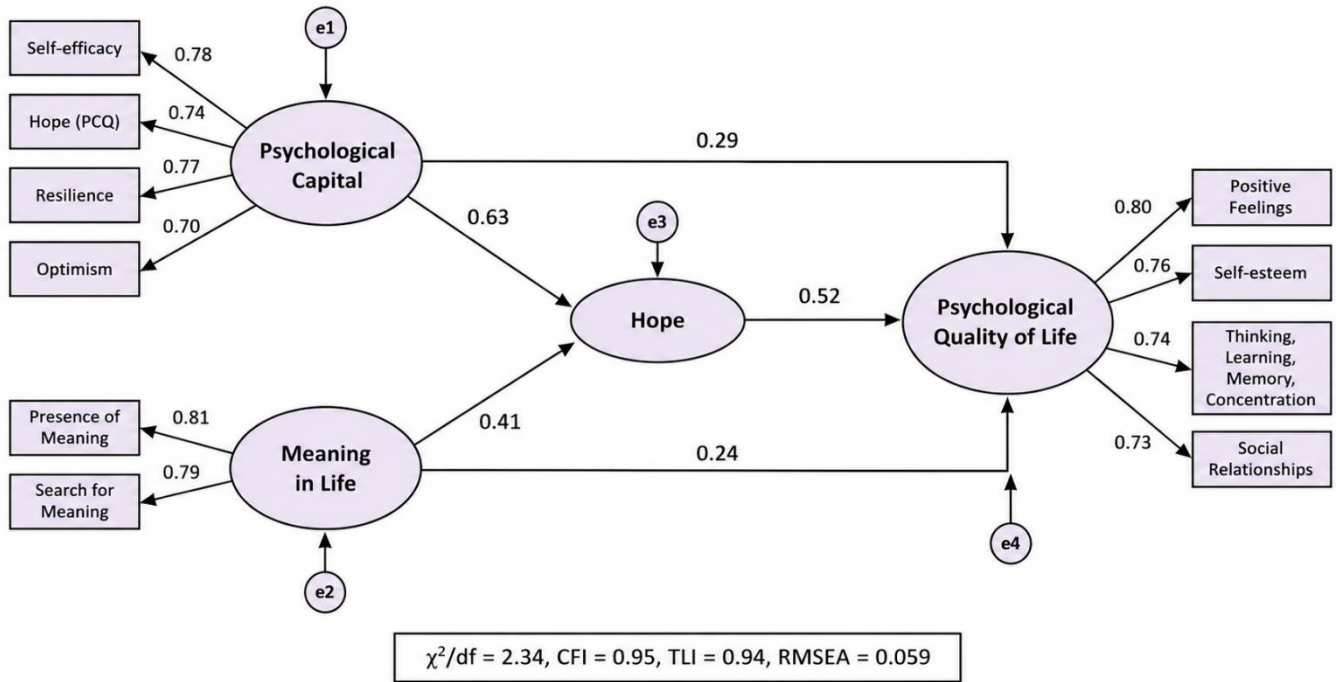 e1
Self-efficacy
0.78
Hope (PCQ)
0.74
Resilience
0.77
Optimism
0.70
Psychological
Capital
0.29
0.63
e3
Hope
0.52
0.41
Presence of
Meaning
0.81
Search for
Meaning
0.79
Meaning
in Life
0.24
e2
e4
Psychological
Quality of Life
0.80
Positive
Feelings
0.76
Self-esteem
0.74
Thinking,
Learning,
Memory,
Concentration
0.73
Social
Relationships
χ²/df = 2.34, CFI = 0.95, TLI = 0.94, RMSEA = 0.059